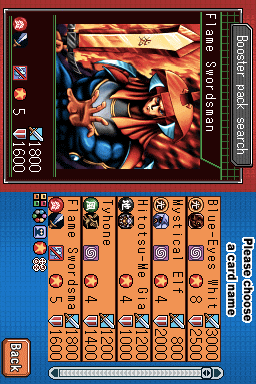 Booster pack search
Flame Swordsman
5
1800
1600
Please choose
a card name
Blue-Eyes Whit
8
3000
2500
Mystical Elf
4
800
2000
Hitotsu-Me Gia
4
1200
1000
Tyhone
4
1200
1400
Flame Swordsma
5
1800
1600
Back